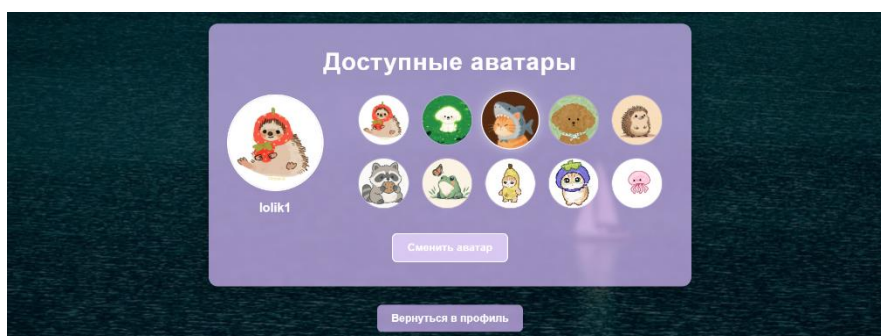 Доступные аватары
lolik1
Сменить аватар
Вернуться в профиль